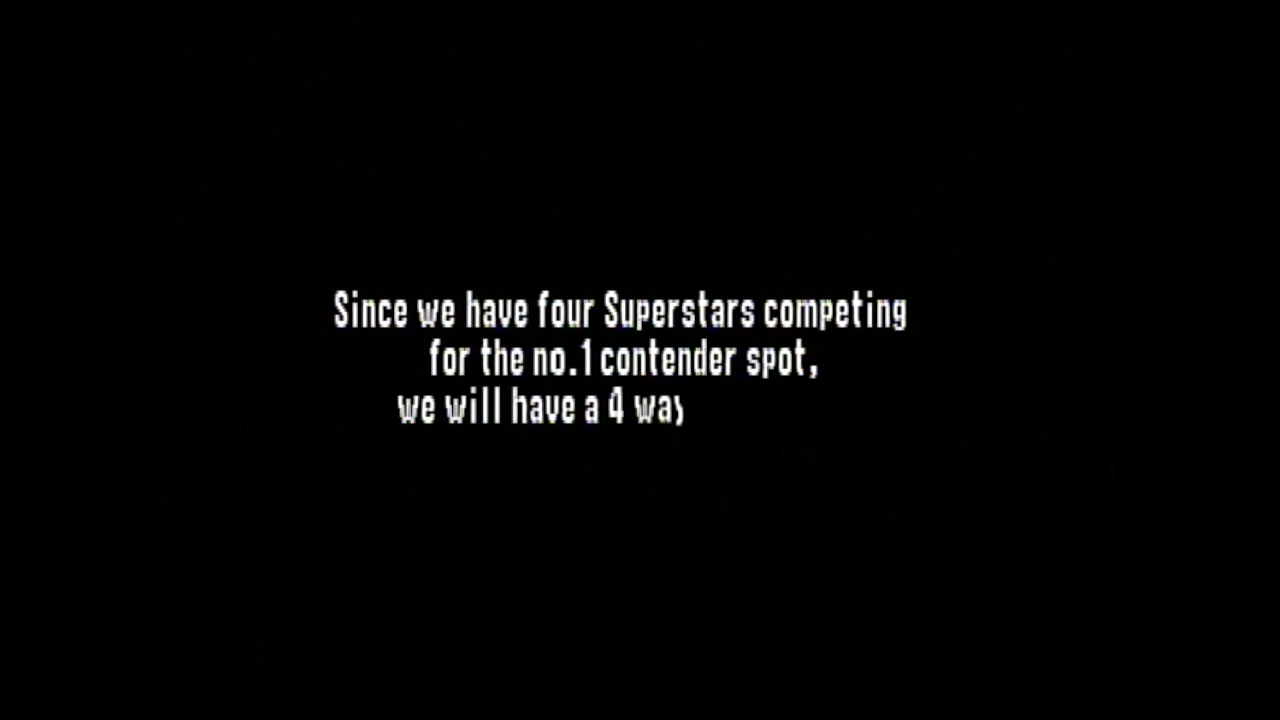 Since we have four Superstars competing
for the no.1 contender spot,
we will have a 4 way